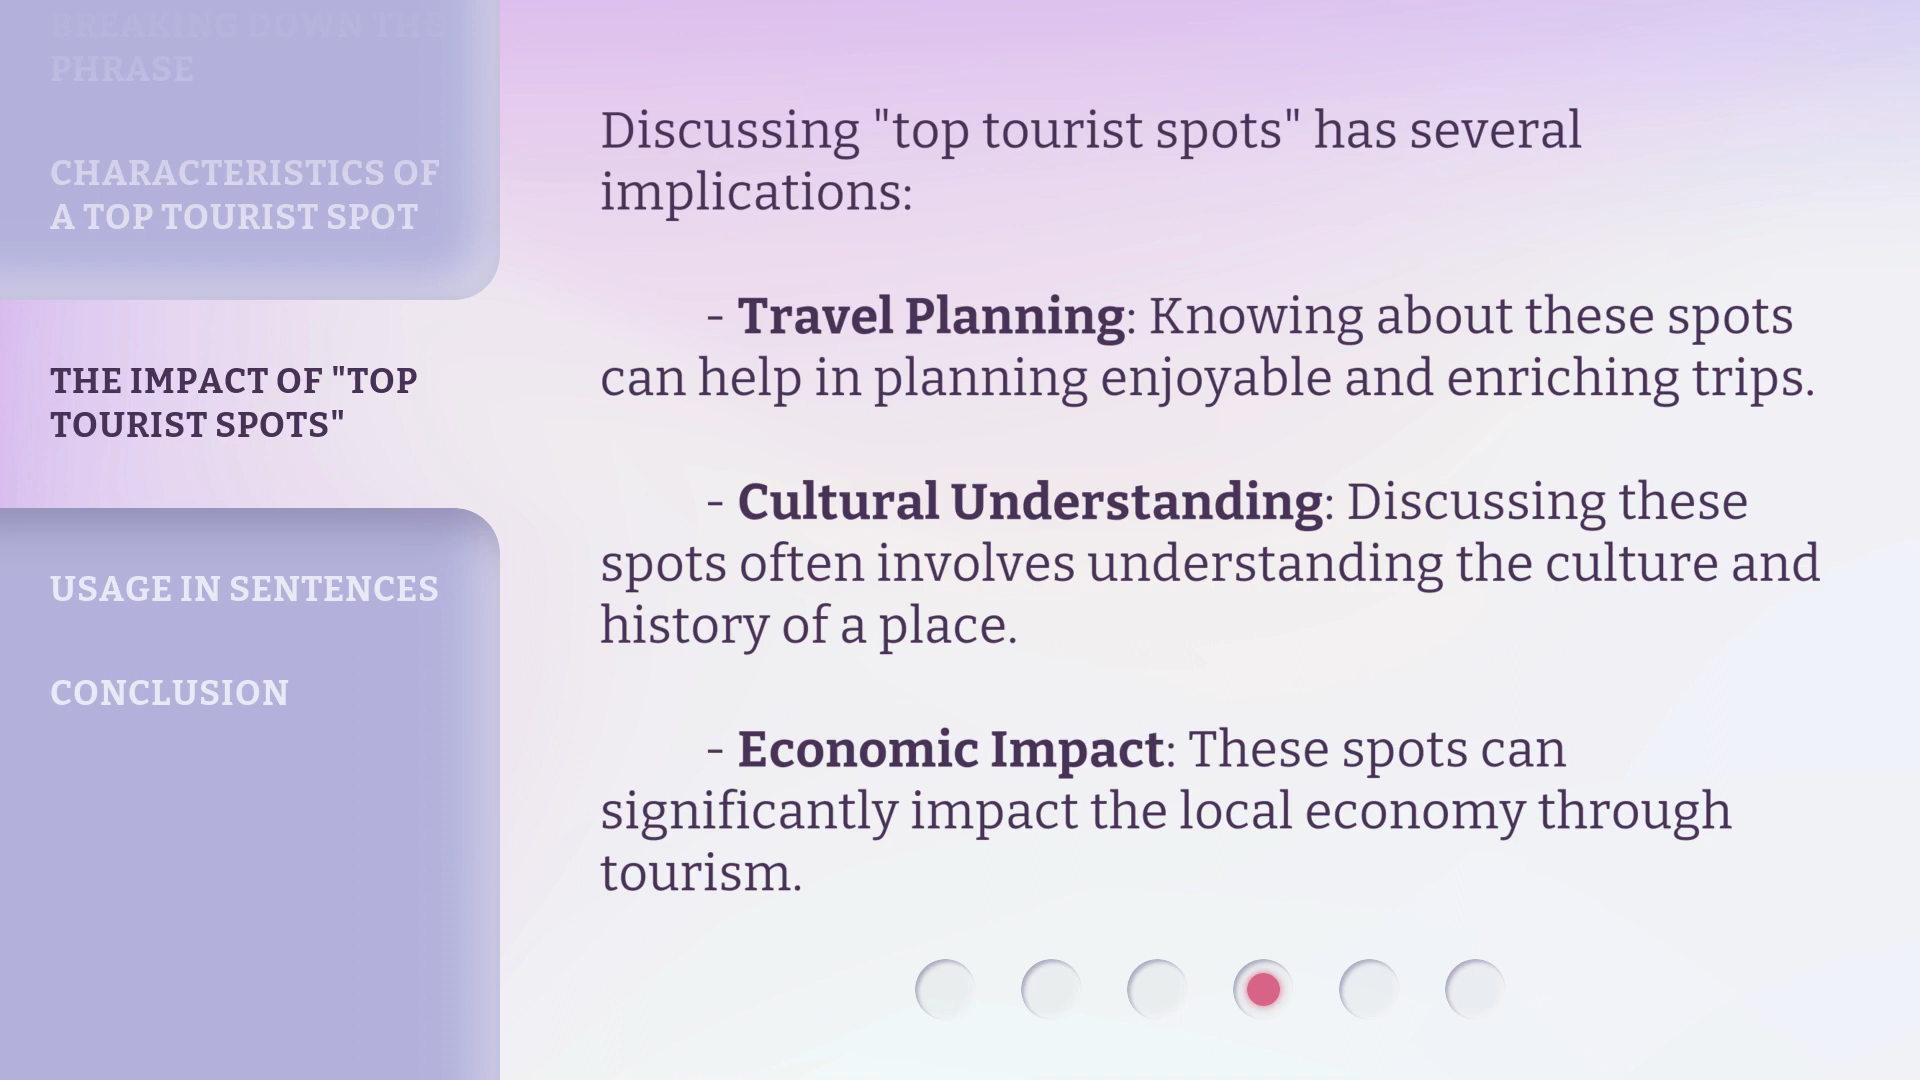 BREAKING DOWN THE
PHRASE
CHARACTERISTICS OF
A TOP TOURIST SPOT
THE IMPACT OF "TOP
TOURIST SPOTS"
USAGE IN SENTENCES
CONCLUSION
Discussing "top tourist spots" has several
implications:
- Travel Planning: Knowing about these spots
can help in planning enjoyable and enriching trips.
- Cultural Understanding: Discussing these
spots often involves understanding the culture and
history of a place.
- Economic Impact: These spots can
significantly impact the local economy through
tourism.